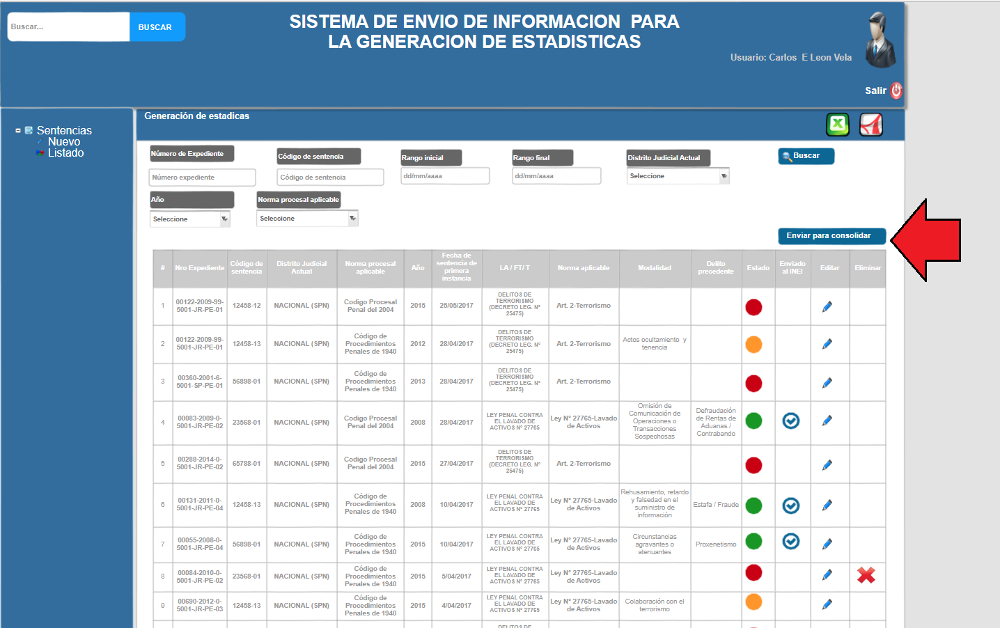 Buscar...
BUSCAR
SISTEMA DE ENVIO DE INFORMACION PARA
LA GENERACION DE ESTADISTICAS
Usuario: Carlos E Leon Vela
Salir
Sentencias
Nuevo
Listado
Generación de estadicas
Número de Expediente
Código de sentencia
Rango inicial
Rango final
Distrito Judicial Actual
Buscar
Número expediente
Código de sentencia
dd/mm/aaaa
dd/mm/aaaa
Seleccione
Año
Norma procesal aplicable
Seleccione
Seleccione
Enviar para consolidar
# Nro Expediente Código de sentencia Distrito Judicial Actual Norma procesal aplicable Año Fecha de sentencia de primera instancia LA / FT/ T Norma aplicable Modalidad Delito precedente Estado Enviado al INEI Editar Eliminar
1 00122-2009-99-5001-JR-PE-01 12458-12 NACIONAL (SPN) Codigo Procesal Penal del 2004 2015 25/05/2017 DELITOS DE TERRORISMO (DECRETO LEG. Nº 25475) Art. 2-Terrorismo
2 00122-2009-99-5001-JR-PE-01 12458-13 NACIONAL (SPN) Código de Procedimientos Penales de 1940 2012 28/04/2017 DELITOS DE TERRORISMO (DECRETO LEG. Nº 25475) Art. 2-Terrorismo Actos ocultamiento y tenencia
3 00360-2001-6-5001-SP-PE-01 56898-01 NACIONAL (SPN) Código de Procedimientos Penales de 1940 2013 28/04/2017 DELITOS DE TERRORISMO (DECRETO LEG. Nº 25475) Art. 2-Terrorismo
4 00083-2009-0-5001-JR-PE-02 23568-01 NACIONAL (SPN) Codigo Procesal Penal del 2004 2008 28/04/2017 LEY PENAL CONTRA EL LAVADO DE ACTIVOS Nº 27765 Ley Nº 27765-Lavado de Activos Omisión de Comunicación de Operaciones o Transacciones Sospechosas Defraudación de Rentas de Aduanas / Contrabando
5 00288-2014-0-5001-JR-PE-02 65788-01 NACIONAL (SPN) Codigo Procesal Penal del 2004 2015 27/04/2017 DELITOS DE TERRORISMO (DECRETO LEG. Nº 25475) Art. 2-Terrorismo
6 00131-2011-0-5001-JR-PE-04 12458-13 NACIONAL (SPN) Código de Procedimientos Penales de 1940 2008 10/04/2017 LEY PENAL CONTRA EL LAVADO DE ACTIVOS Nº 27765 Ley Nº 27765-Lavado de Activos Rehusamiento, retardo y falsedad en el suministro de información Estafa / Fraude
7 00055-2008-0-5001-JR-PE-04 56898-01 NACIONAL (SPN) Código de Procedimientos Penales de 1940 2015 10/04/2017 LEY PENAL CONTRA EL LAVADO DE ACTIVOS Nº 27765 Ley Nº 27765-Lavado de Activos Circunstancias agravantes o atenuantes Proxenetismo
8 00084-2010-0-5001-JR-PE-02 23568-01 NACIONAL (SPN) Código de Procedimientos Penales de 1940 2015 5/04/2017 LEY PENAL CONTRA EL LAVADO DE ACTIVOS Nº 27765 Ley Nº 27765-Lavado de Activos
9 00690-2012-0-5001-JR-PE-03 12458-13 NACIONAL (SPN) Código de Procedimientos Penales de 1940 2015 4/04/2017 LEY PENAL CONTRA EL LAVADO DE ACTIVOS Nº 27765 Ley Nº 27765-Lavado de Activos Colaboración con el terrorismo
DELITOS DE